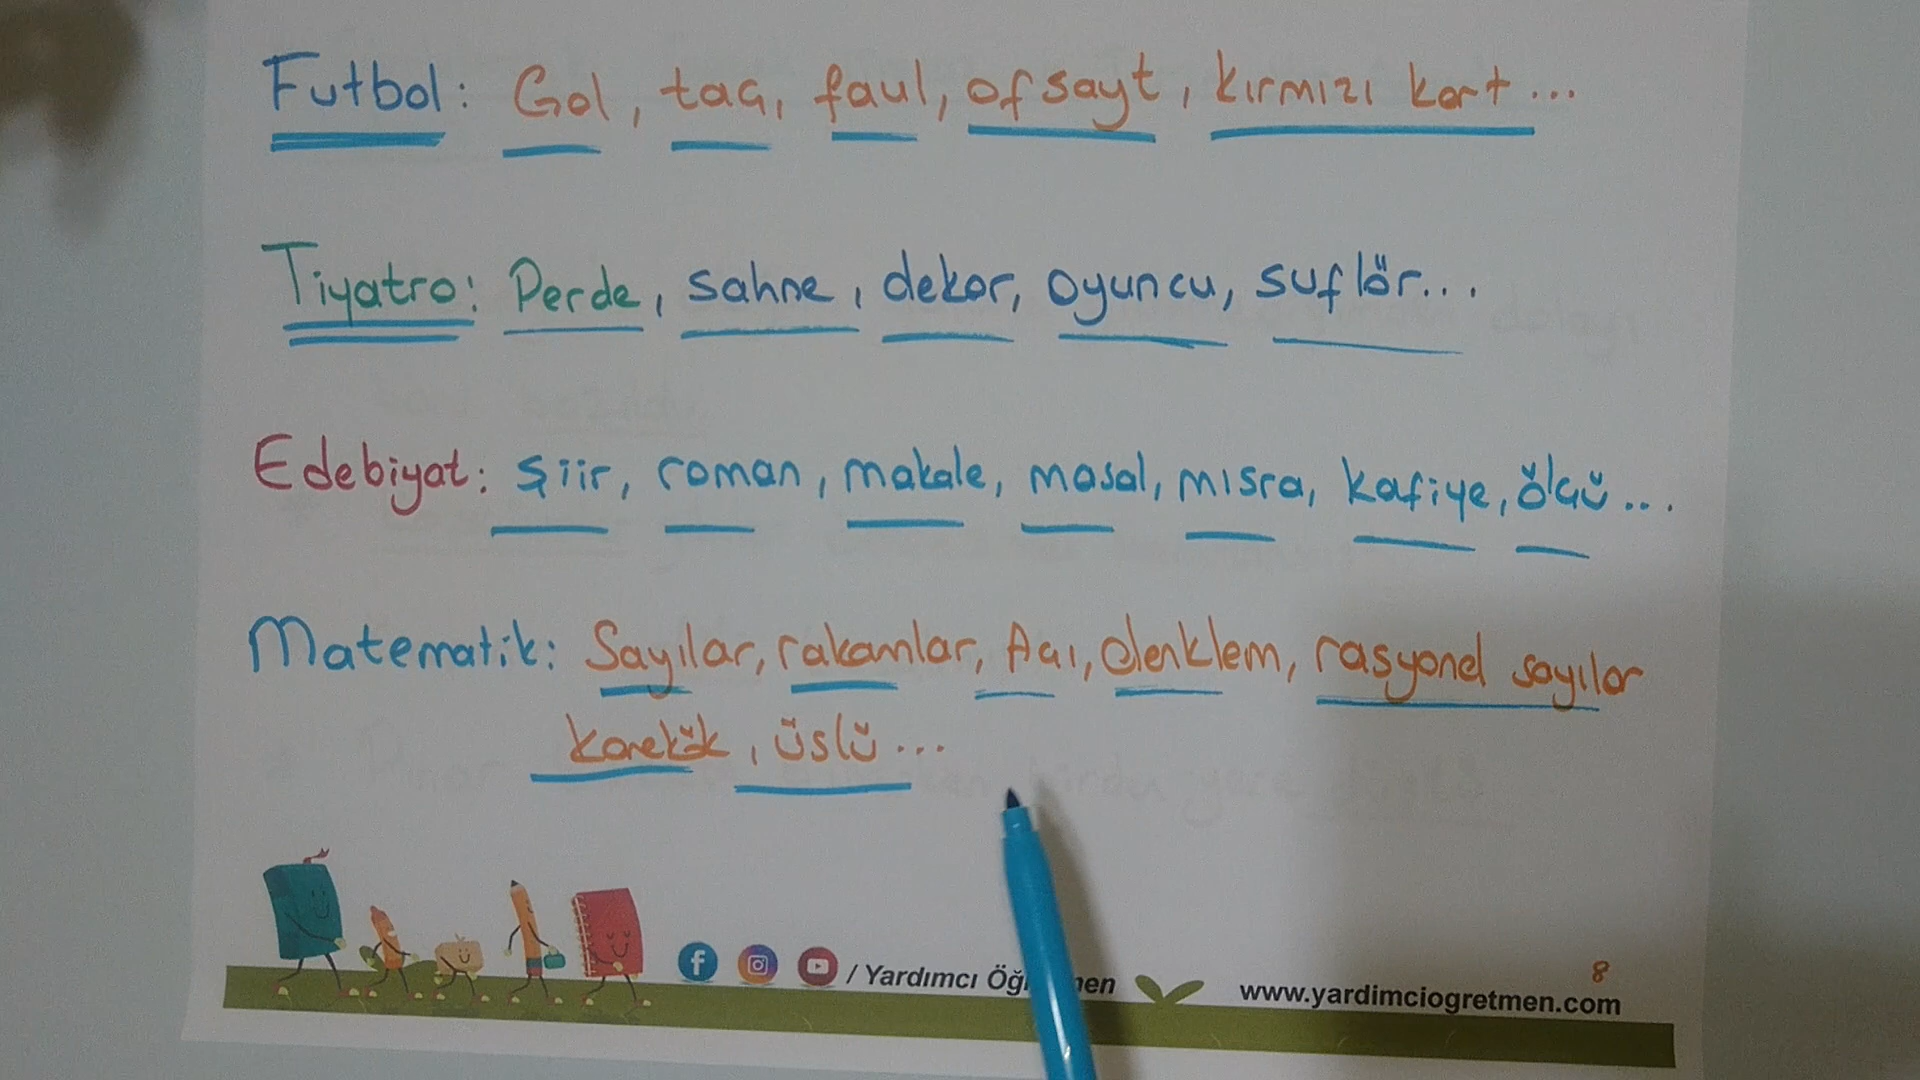 Futbol: Gol, taç, faul, ofsayt, kırmızı kart...
Tiyatro: Perde, sahne, dekor, oyuncu, suflör...
Edebiyat: şiir, roman, makale, masal, mısra, kafiye, ölçü...
Matematik: Sayılar, rakamlar, Açı, denklem, rasyonel sayılar
karekök, üslü...
/ Yardımcı
www.yardimciogretmen.com
8